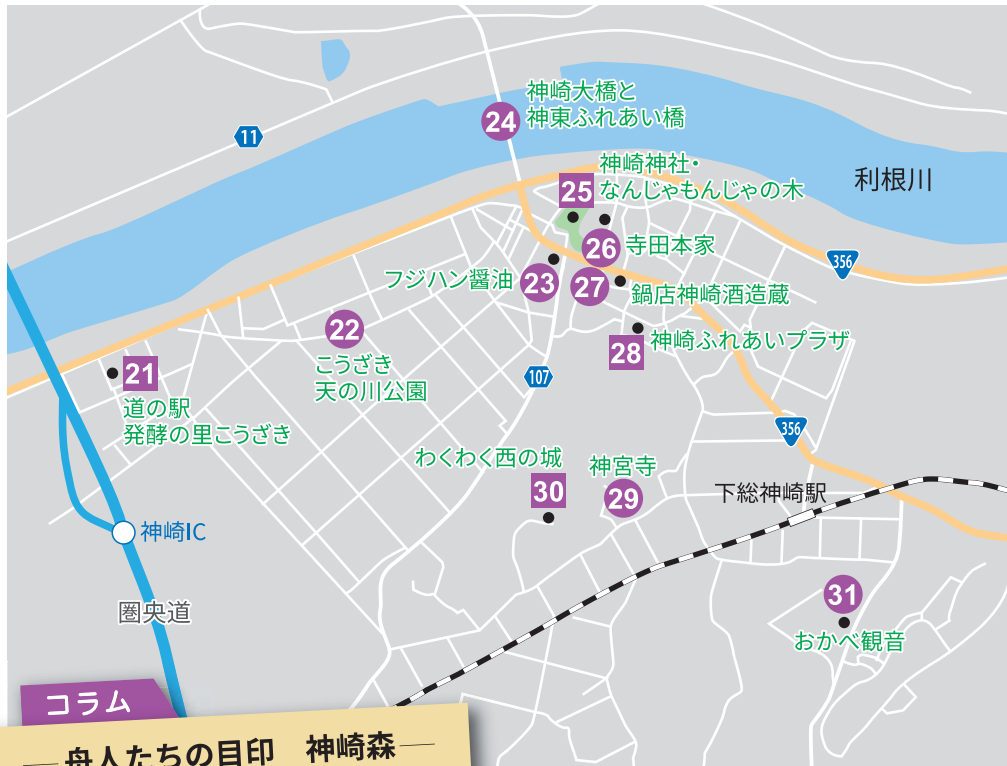 神崎大橋と
神東ふれあい橋
24
11
神崎神社・
なんじゃもんじゃの木
25
利根川
26
寺田本家
356
フジハン醤油
23
27
鍋店神崎酒造蔵
22
こうざき
天の川公園
神崎ふれあいプラザ
28
21
道の駅
発酵の里こうざき
107
356
わくわく西の城
30
神宮寺
29
下総神崎駅
神崎IC
圏央道
31
おかべ観音
コラム
―舟人たちの目印 神崎森―